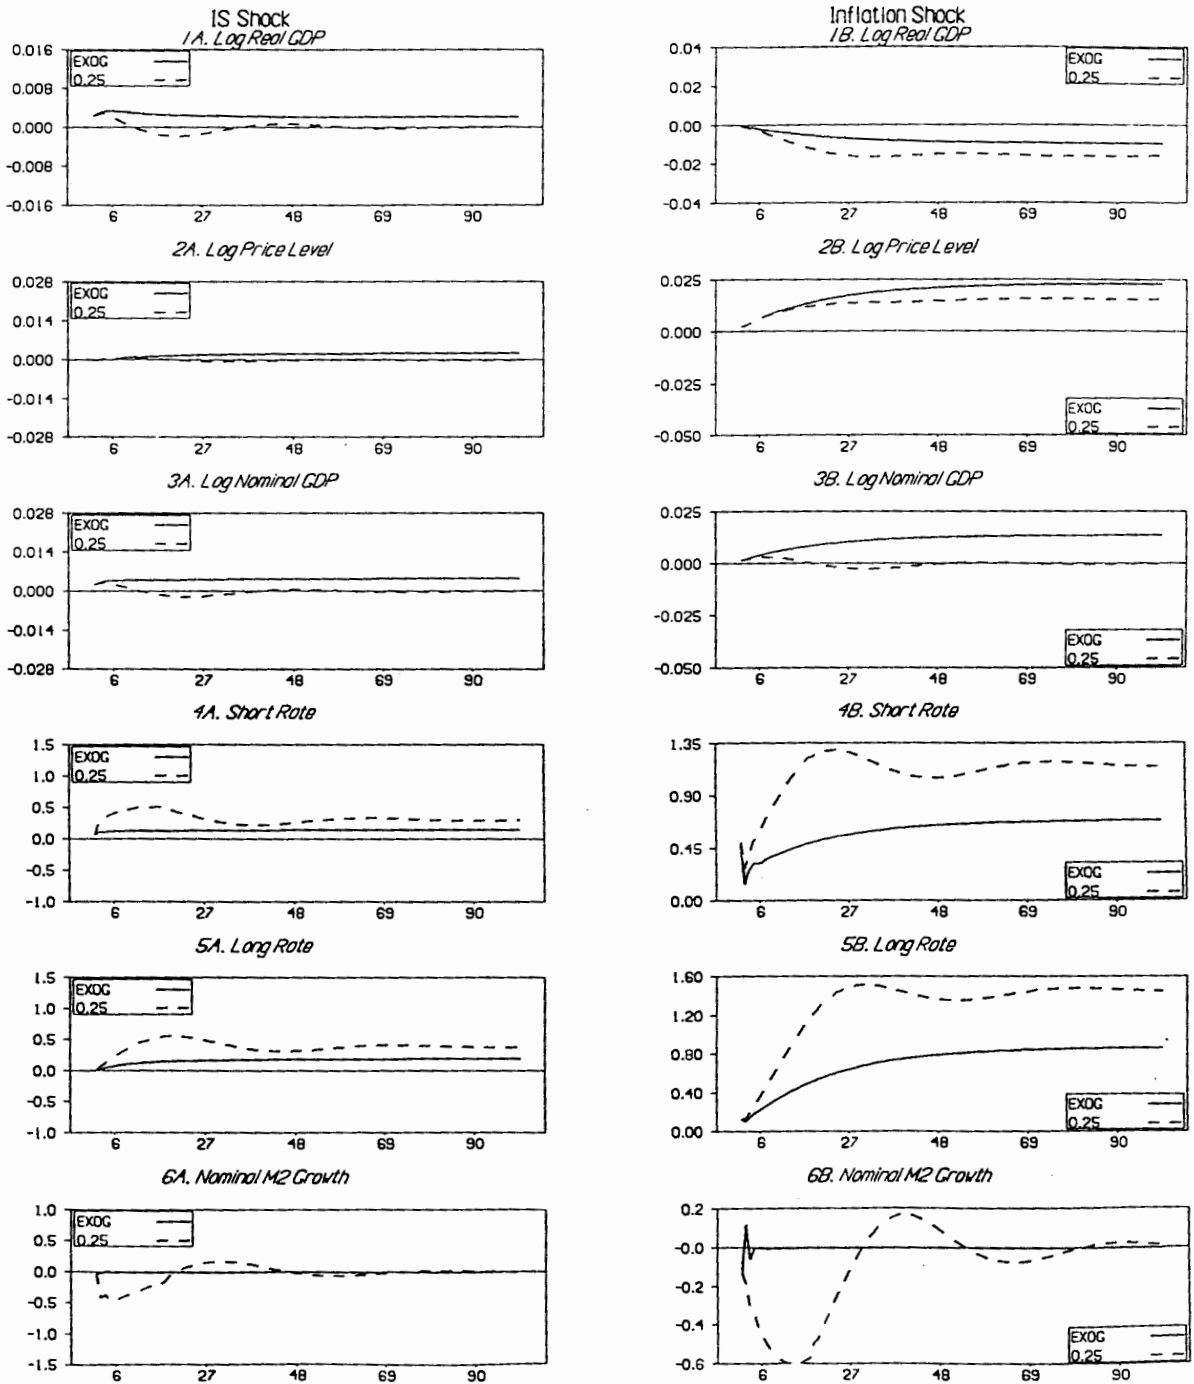 IS Shock
1A. Log Real GDP
0.016
0.008
0.000
-0.008
-0.016
EXOG
0.25
6 27 48 69 90
2A. Log Price Level
0.028
0.014
0.000
-0.014
-0.028
EXOG
0.25
6 27 48 69 90
3A. Log Nominal GDP
0.028
0.014
0.000
-0.014
-0.028
EXOG
0.25
6 27 48 69 90
4A. Short Rate
1.5
1.0
0.5
0.0
-0.5
-1.0
EXOG
0.25
6 27 48 69 90
5A. Long Rate
1.5
1.0
0.5
0.0
-0.5
-1.0
EXOG
0.25
6 27 48 69 90
6A. Nominal M2 Growth
1.0
0.5
0.0
-0.5
-1.0
-1.5
EXOG
0.25
6 27 48 69 90
Inflation Shock
1B. Log Real GDP
0.04
0.02
0.00
-0.02
-0.04
EXOG
0.25
6 27 48 69 90
2B. Log Price Level
0.025
0.000
-0.025
-0.050
EXOG
0.25
6 27 48 69 90
3B. Log Nominal GDP
0.025
0.000
-0.025
-0.050
EXOG
0.25
6 27 48 69 90
4B. Short Rate
1.35
0.90
0.45
0.00
EXOG
0.25
6 27 48 69 90
5B. Long Rate
1.60
1.20
0.80
0.40
0.00
EXOG
0.25
6 27 48 69 90
6B. Nominal M2 Growth
0.2
-0.0
-0.2
-0.4
-0.6
EXOG
0.25
6 27 48 69 90